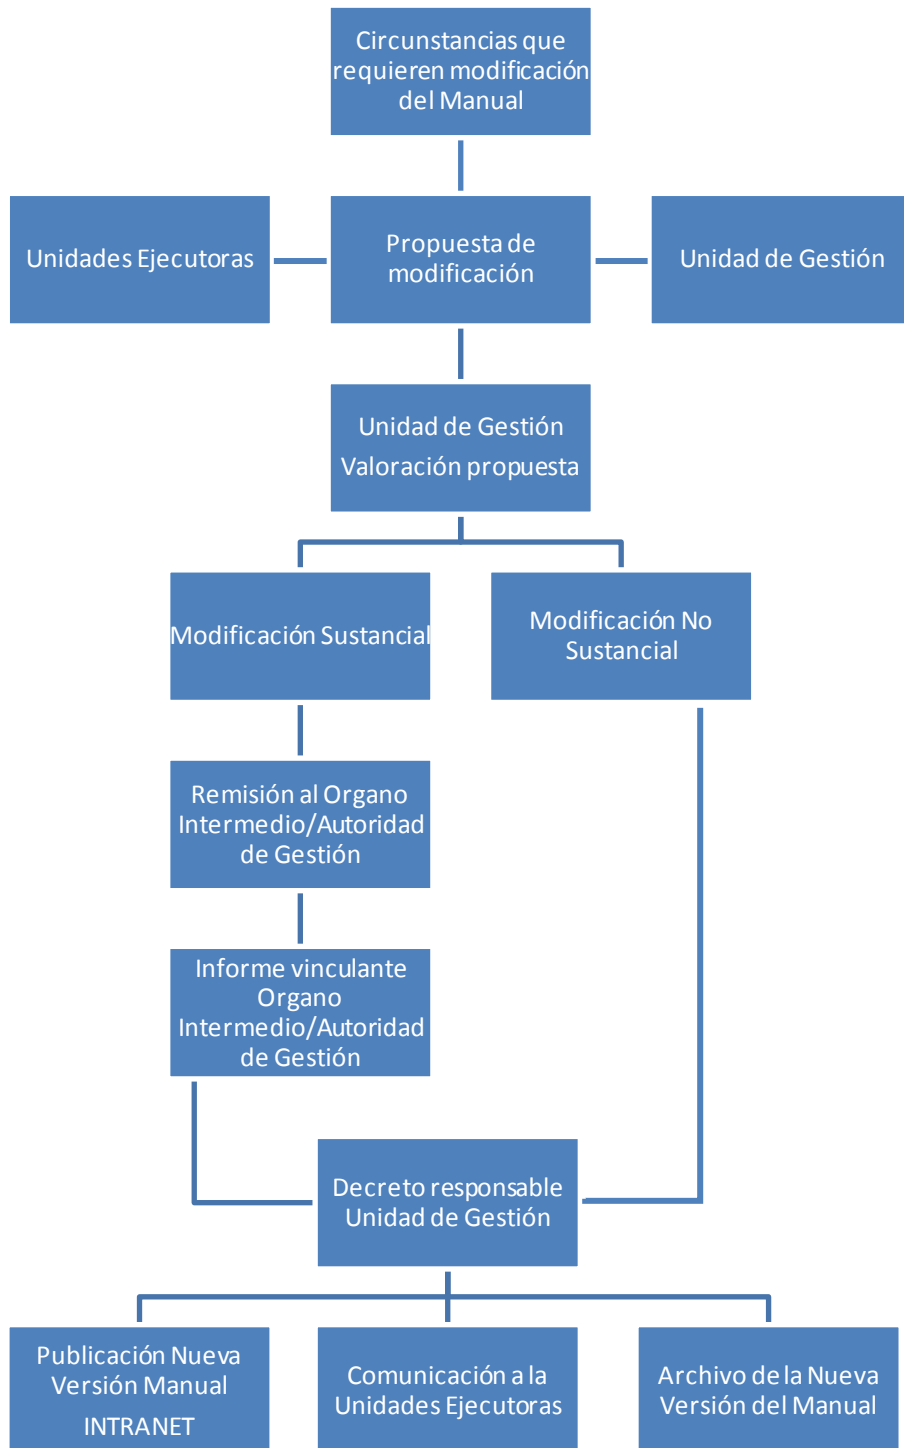 Circunstancias que
requieren modificación
del Manual
Unidades Ejecutoras
Propuesta de
modificación
Unidad de Gestión
Unidad de Gestión
Valoración propuesta
Modificación Sustancial
Modificación No
Sustancial
Remisión al Organo
Intermedio/Autoridad
de Gestión
Informe vinculante
Organo
Intermedio/Autoridad
de Gestión
Decreto responsable
Unidad de Gestión
Publicación Nueva
Versión Manual
INTRANET
Comunicación a la
Unidades Ejecutoras
Archivo de la Nueva
Versión del Manual